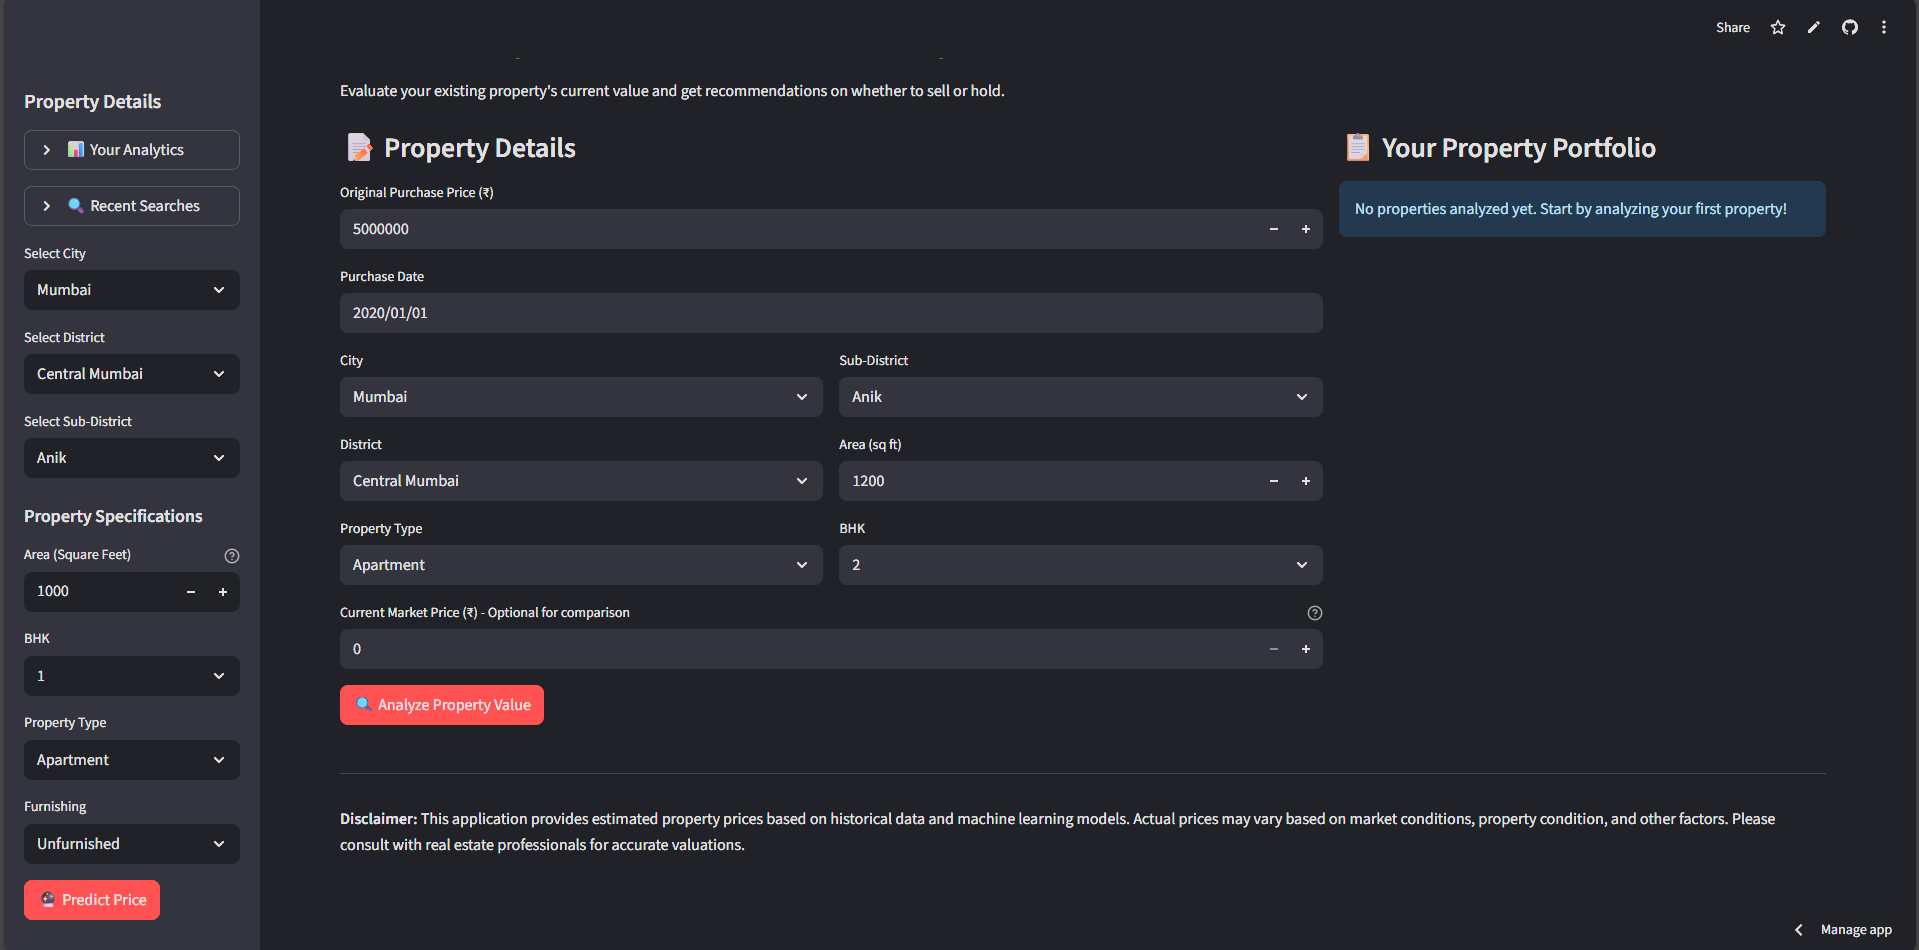 Share
Property Details
Your Analytics
Recent Searches
Select City
Mumbai
Select District
Central Mumbai
Select Sub-District
Anik
Property Specifications
Area (Square Feet)
1000
BHK
1
Property Type
Apartment
Furnishing
Unfurnished
Predict Price
Evaluate your existing property's current value and get recommendations on whether to sell or hold.
Property Details
Original Purchase Price (₹)
5000000
Purchase Date
2020/01/01
City
Mumbai
Sub-District
Anik
District
Central Mumbai
Area (sq ft)
1200
Property Type
Apartment
BHK
2
Current Market Price (₹) - Optional for comparison
0
Analyze Property Value
Your Property Portfolio
No properties analyzed yet. Start by analyzing your first property!
Disclaimer: This application provides estimated property prices based on historical data and machine learning models. Actual prices may vary based on market conditions, property condition, and other factors. Please
consult with real estate professionals for accurate valuations.
Manage app